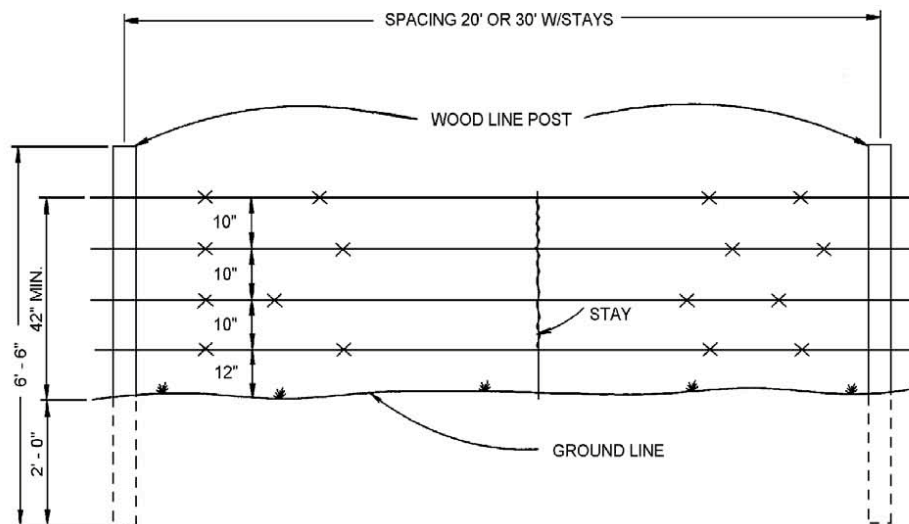 SPACING 20' OR 30' W/STAYS
WOOD LINE POST
10"
10"
10"
12"
42" MIN.
6' - 6"
2' - 0"
STAY
GROUND LINE